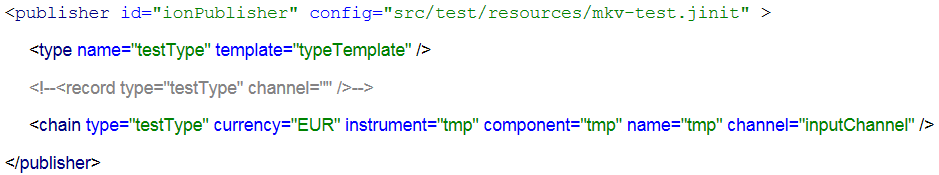 <publisher id="ionPublisher" config="src/test/resources/mkv-test.jinit" >
<type name="testType" template="typeTemplate" />
<!--<record type="testType" channel="" />-->
<chain type="testType" currency="EUR" instrument="tmp" component="tmp" name="tmp" channel="inputChannel" />
</publisher>